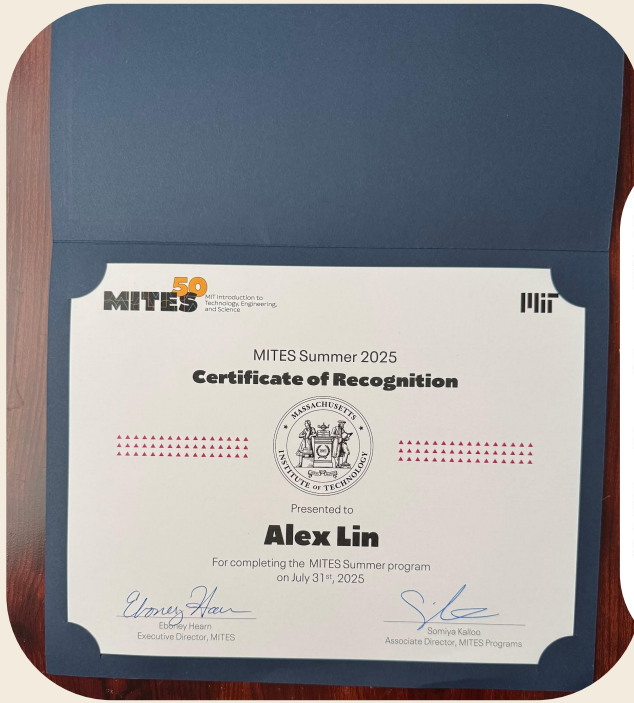 MITES 50
MIT Introduction to
Technology, Engineering,
and Science
MIT
MITES Summer 2025
Certificate of Recognition
MASSACHUSETTS
INSTITUTE OF TECHNOLOGY
Presented to
Alex Lin
For completing the MITES Summer program
on July 31st, 2025
Eboney Hearn
Eboney Hearn
Executive Director, MITES
Somiya Kalloo
Associate Director, MITES Programs